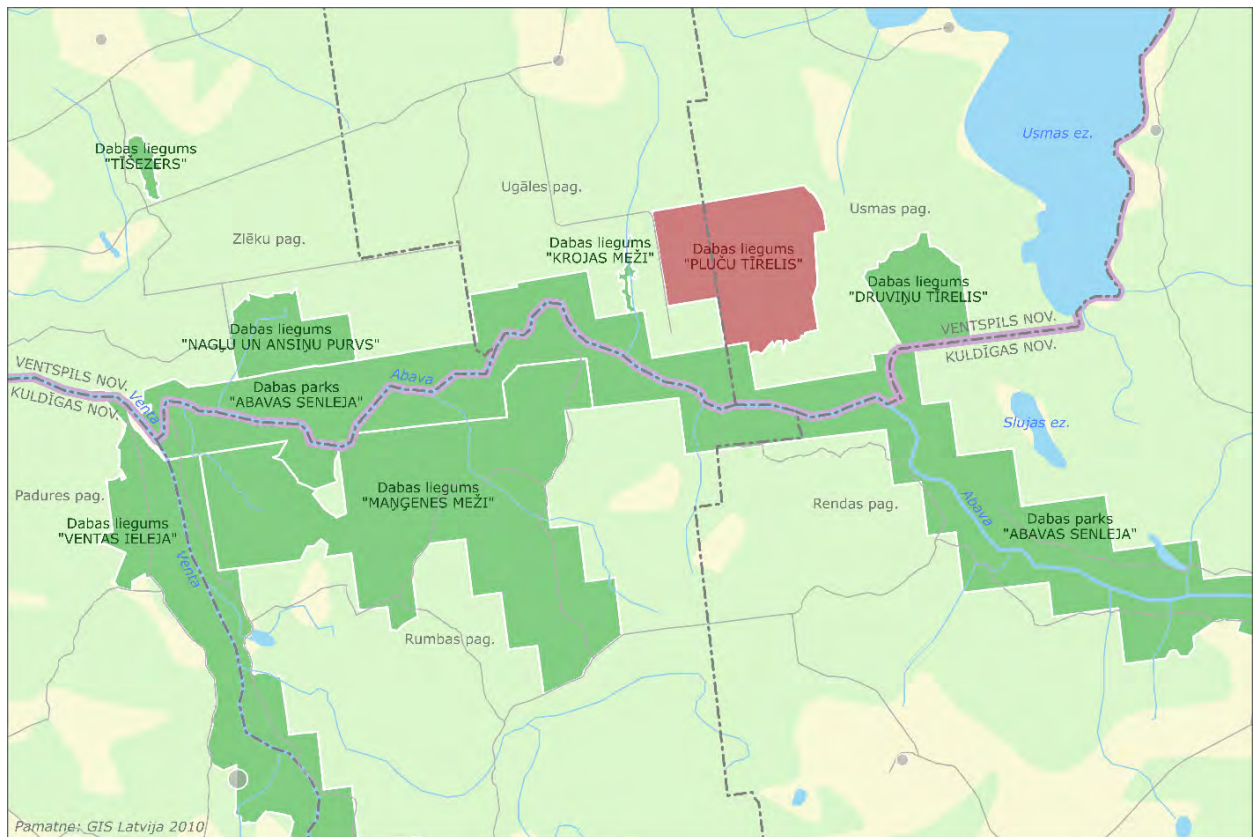 Usmas ez.
Dabas liegums
"TĪŠEZERS"
Ugāles pag.
Usmas pag.
Zlēku pag.
Dabas liegums
"KROJAS MEŽI"
Dabas liegums
"PLUČU TĪRELIS"
Dabas liegums
"DRUVIŅU TĪRELIS"
Dabas liegums
"NAGĻU UN ANSIŅU PURVS"
VENTSPILS NOV.
KULDĪGAS NOV.
VENTSPILS NOV.
KULDĪGAS NOV.
Venta
Dabas parks
"ABAVAS SENLEJA"
Abava
Slujas ez.
Padures pag.
Dabas liegums
"MAŅĢENES MEŽI"
Rendas pag.
Abava
Dabas liegums
"VENTAS IELEJA"
Dabas parks
"ABAVAS SENLEJA"
Venta
Rumbas pag.
Pamatne: GIS Latvija 2010